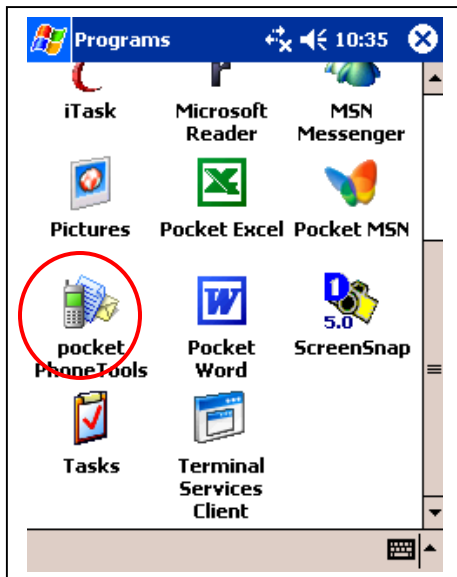 Programs 10:35
iTask Microsoft MSN
Reader Messenger
Pictures Pocket Excel Pocket MSN
5.0
pocket Pocket ScreenSnap
PhoneTools Word
Tasks Terminal
Services
Client